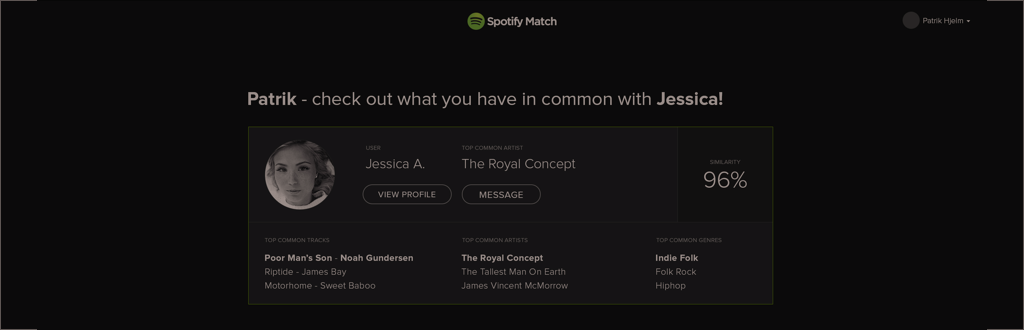 Spotify Match
Patrik Hjelm
Patrik - check out what you have in common with Jessica!
USER
Jessica A.
VIEW PROFILE
TOP COMMON ARTIST
The Royal Concept
MESSAGE
SIMILARITY
96%
TOP COMMON TRACKS
Poor Man's Son - Noah Gundersen
Riptide - James Bay
Motorhome - Sweet Baboo
TOP COMMON ARTISTS
The Royal Concept
The Tallest Man On Earth
James Vincent McMorrow
TOP COMMON GENRES
Indie Folk
Folk Rock
Hiphop